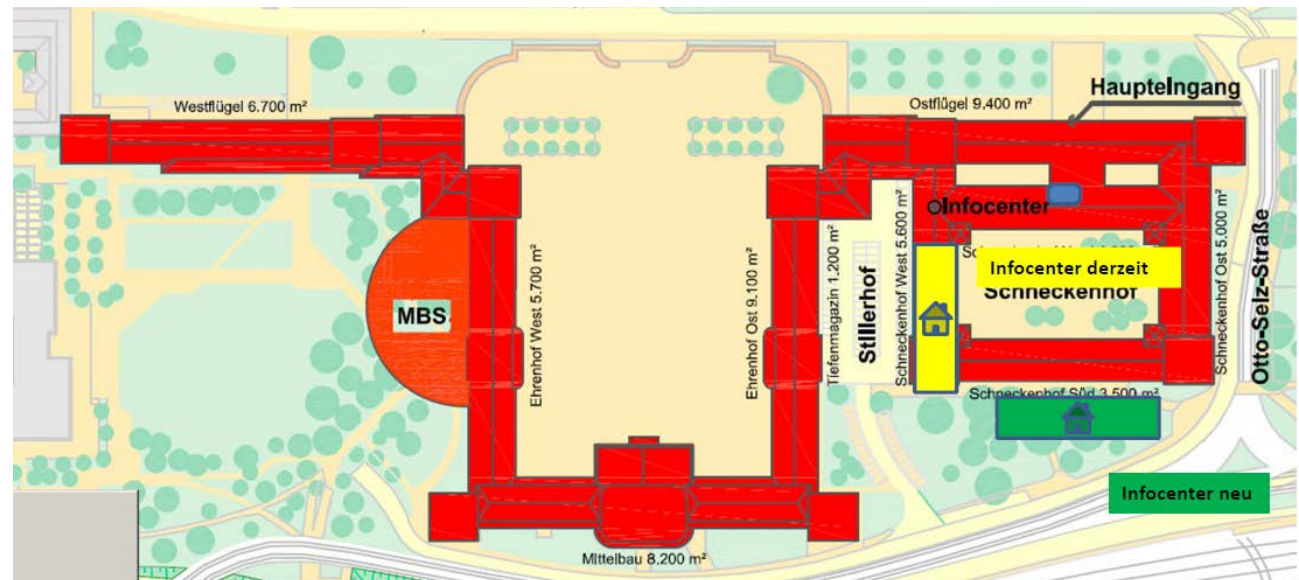 Westflügel 6.700 m²
Ostflügel 9.400 m²
Haupteingang
Infocenter
Infocenter derzeit
Schneckenhof
MBS
Ehrenhof West 5.700 m²
Ehrenhof Ost 9.100 m²
Tiefenmagazin 1.200 m²
Stillerhof
Schneckenhof West 5.600 m²
Schneckenhof Ost 5.000 m²
Otto-Selz-Straße
Schneckenhof Süd 3.500 m²
Infocenter neu
Mittelbau 8.200 m²